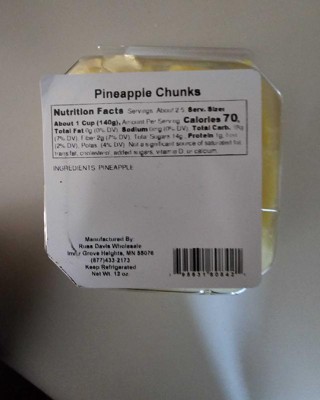 Pineapple Chunks
Nutrition Facts Servings: About 2.5, Serv. Size:
About 1 Cup (140g), Amount Per Serving: Calories 70,
Total Fat 0g (0% DV), Sodium 0mg (0% DV), Total Carb. 18g
(7% DV), Fiber 2g (7% DV), Total Sugars 14g, Protein 1g, Iron
(2% DV), Potas. (4% DV). Not a significant source of saturated fat,
trans fat, cholesterol, added sugars, vitamin D, or calcium.
INGREDIENTS: PINEAPPLE
Manufactured By:
Russ Davis Wholesale
Inver Grove Heights, MN 55076
(877)433-2173
Keep Refrigerated
Net Wt. 12 oz.